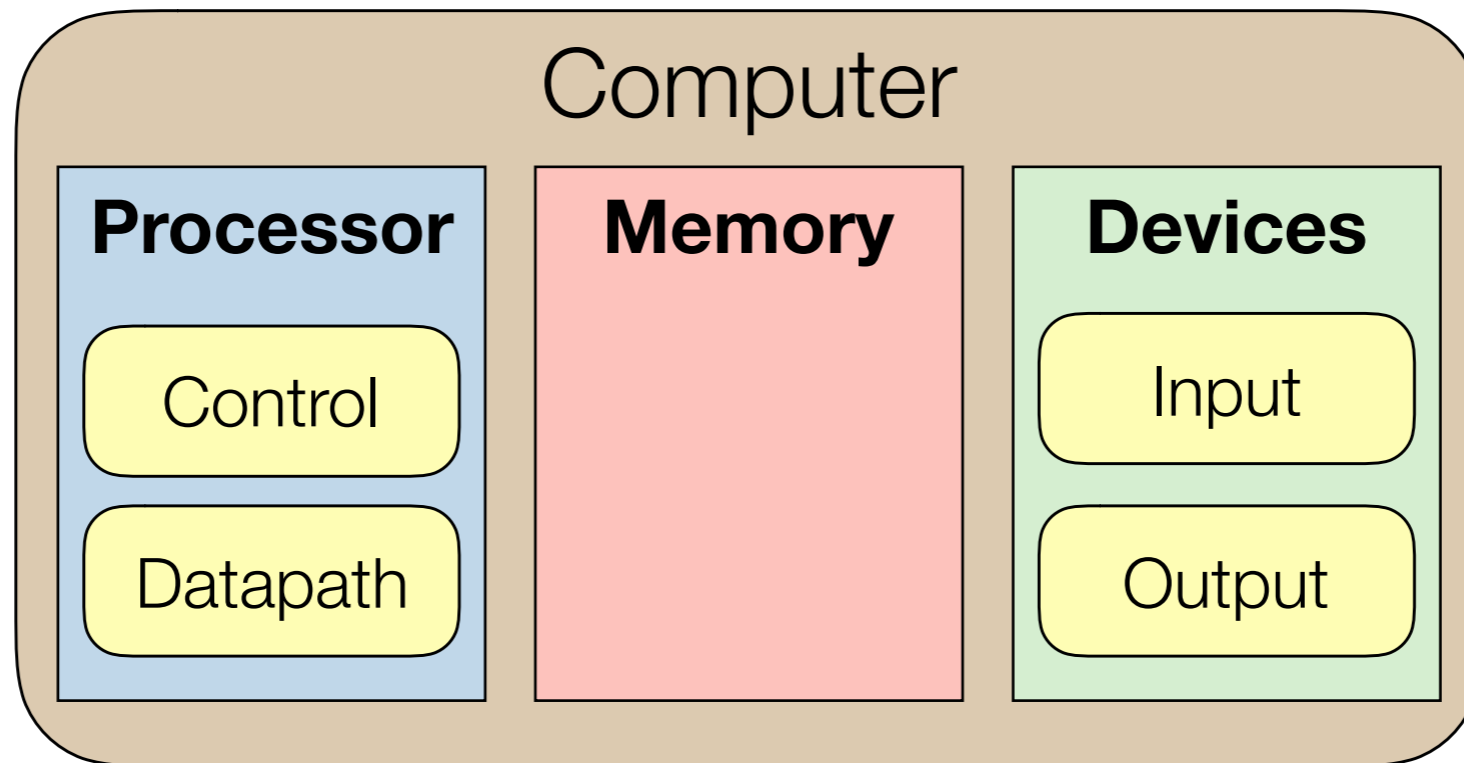 Computer
Processor
Control
Datapath
Memory
Devices
Input
Output